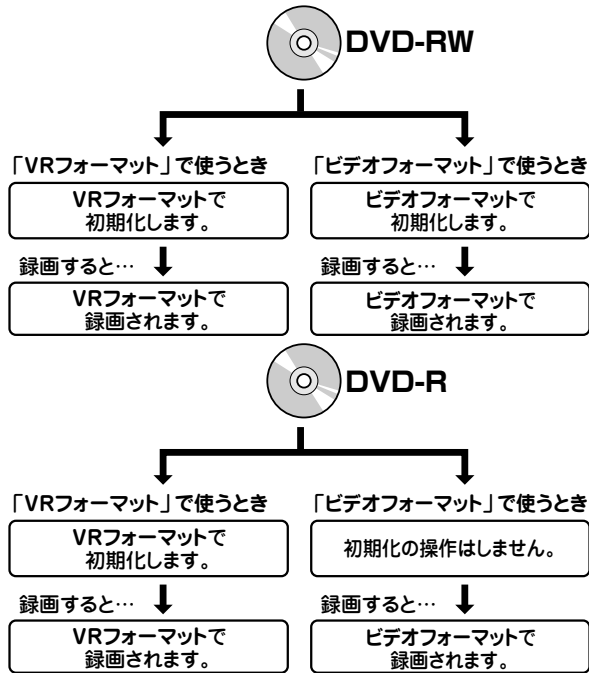 DVD-RW
「VRフォーマット」で使うとき
VRフォーマットで
初期化します。
録画すると…
VRフォーマットで
録画されます。
「ビデオフォーマット」で使うとき
ビデオフォーマットで
初期化します。
録画すると…
ビデオフォーマットで
録画されます。
DVD-R
「VRフォーマット」で使うとき
VRフォーマットで
初期化します。
録画すると…
VRフォーマットで
録画されます。
「ビデオフォーマット」で使うとき
初期化の操作はしません。
録画すると…
ビデオフォーマットで
録画されます。